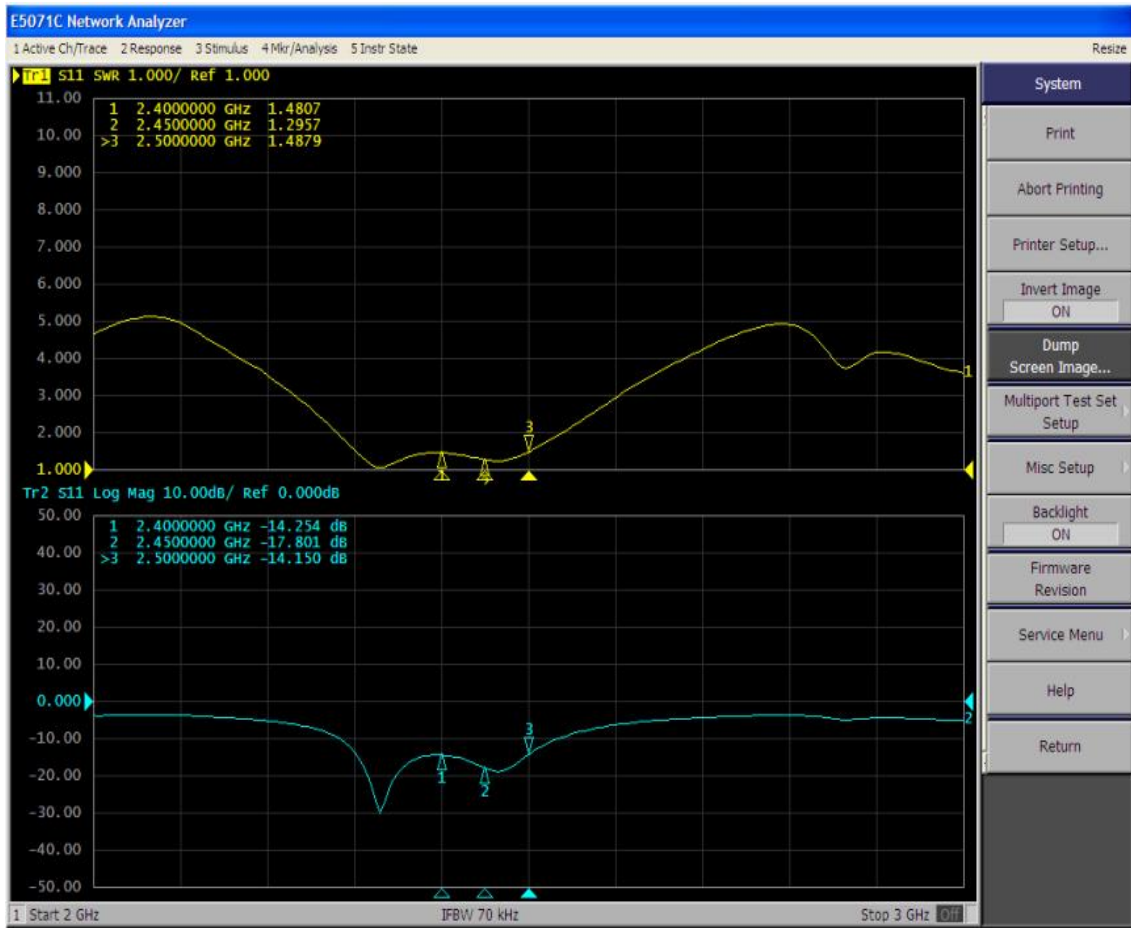 E5071C Network Analyzer
1 Active Ch/Trace 2 Response 3 Stimulus 4 Mkr/Analysis 5 Instr State
Resize
Tr1 S11 SWR 1.000/ Ref 1.000
11.00
10.00
9.000
8.000
7.000
6.000
5.000
4.000
3.000
2.000
1.000
1 2.4000000 GHz 1.4807
2 2.4500000 GHz 1.2957
>3 2.5000000 GHz 1.4879
3
1
Tr2 S11 Log Mag 10.00dB/ Ref 0.000dB
50.00
40.00
30.00
20.00
10.00
0.000
-10.00
-20.00
-30.00
-40.00
-50.00
1 2.4000000 GHz -14.254 dB
2 2.4500000 GHz -17.801 dB
>3 2.5000000 GHz -14.150 dB
1
2
3
2
1 Start 2 GHz
IFBW 70 kHz
Stop 3 GHz Off
System
Print
Abort Printing
Printer Setup...
Invert Image
ON
Dump
Screen Image...
Multiport Test Set
Setup
Misc Setup
Backlight
ON
Firmware
Revision
Service Menu
Help
Return